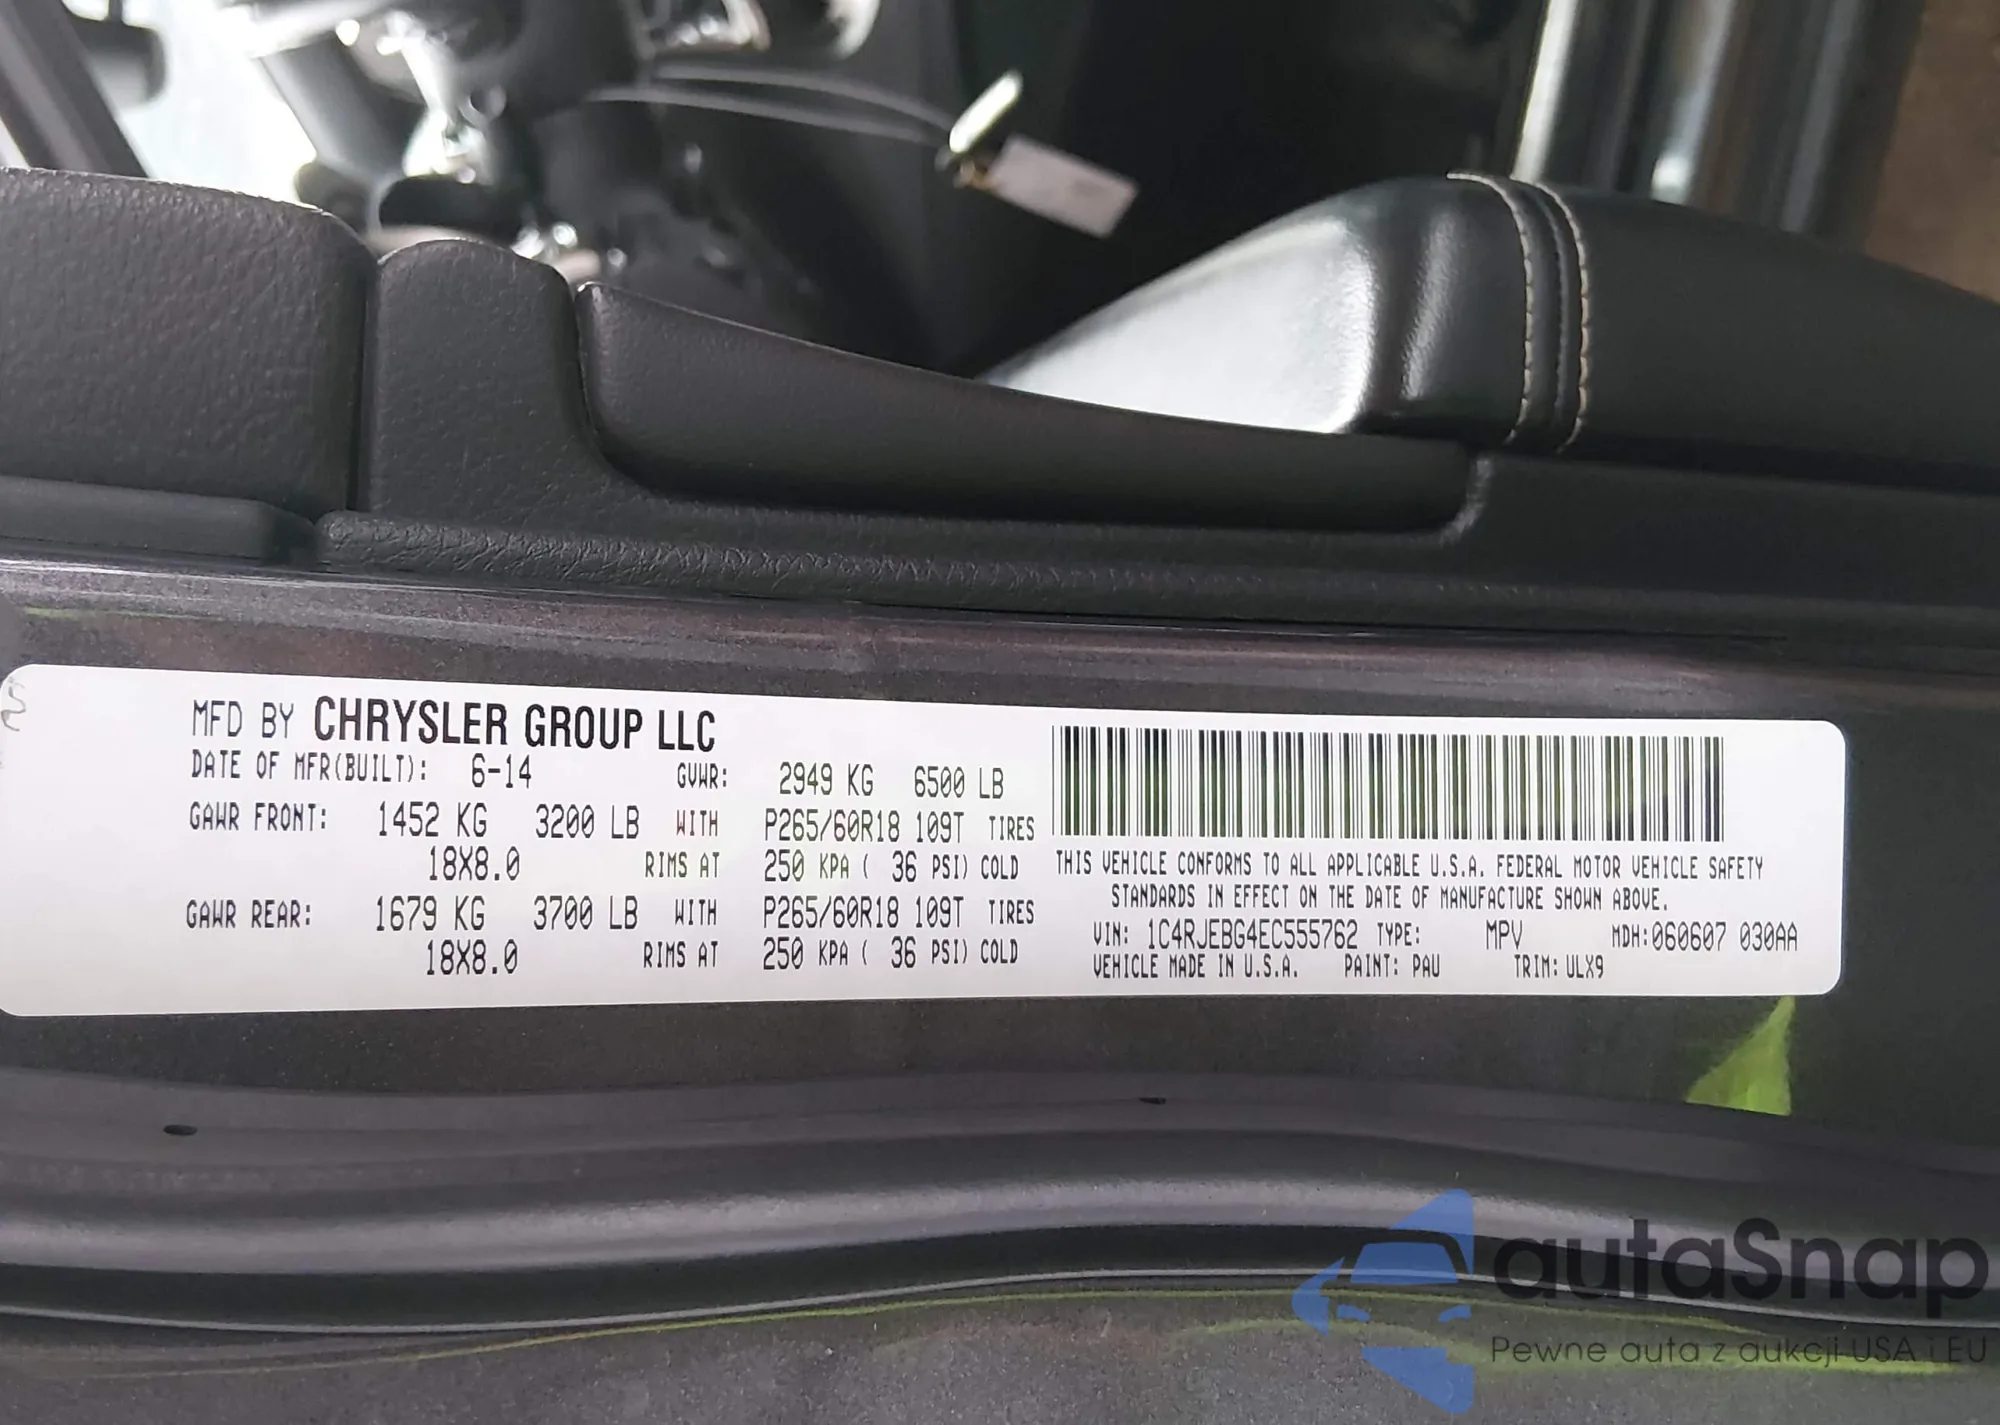 MFD BY CHRYSLER GROUP LLC
DATE OF MFR(BUILT): 6-14 GVWR: 2949 KG 6500 LB
GAWR FRONT: 1452 KG 3200 LB WITH P265/60R18 109T TIRES
18X8.0 RIMS AT 250 KPA ( 36 PSI) COLD
GAWR REAR: 1679 KG 3700 LB WITH P265/60R18 109T TIRES
18X8.0 RIMS AT 250 KPA ( 36 PSI) COLD
THIS VEHICLE CONFORMS TO ALL APPLICABLE U.S.A. FEDERAL MOTOR VEHICLE SAFETY
STANDARDS IN EFFECT ON THE DATE OF MANUFACTURE SHOWN ABOVE.
VIN: 1C4RJEBG4EC555762 TYPE: MPV MDH:060607 030AA
VEHICLE MADE IN U.S.A. PAINT: PAU TRIM: ULX9
autaSnap
Pewne auta z aukcji USA i EU